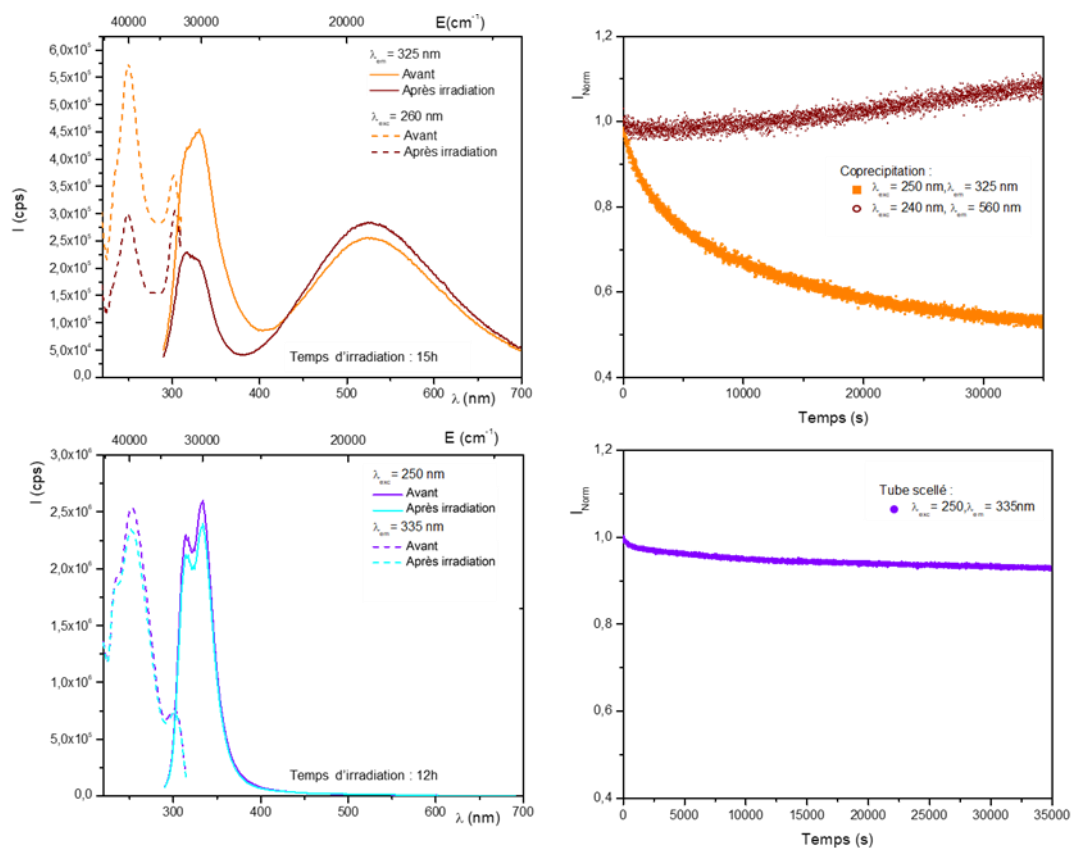 40000 30000 20000 E(cm⁻¹)
I (cps)
6,0x10⁵
5,5x10⁵
5,0x10⁵
4,5x10⁵
4,0x10⁵
3,5x10⁵
3,0x10⁵
2,5x10⁵
2,0x10⁵
1,5x10⁵
1,0x10⁵
5,0x10⁴
0,0
λem= 325 nm
Avant
Après irradiation
λexc= 260 nm
Avant
Après irradiation
Temps d'irradiation : 15h
300 400 500 600 700
λ (nm)
INorm
1,2
1,0
0,8
0,6
0,4
Coprecipitation :
λexc= 250 nm,λem= 325 nm
λexc= 240 nm, λem= 560 nm
0 10000 20000 30000
Temps (s)
40000 30000 20000 E (cm⁻¹)
I (cps)
3,0x10⁶
2,5x10⁶
2,0x10⁶
1,5x10⁶
1,0x10⁶
5,0x10⁵
0,0
λexc= 250 nm
Avant
Après irradiation
λem= 335 nm
Avant
Après irradiation
Temps d'irradiation : 12h
300 400 500 600 700
λ (nm)
INorm
1,2
1,0
0,8
0,6
0,4
Tube scellé :
λexc= 250,λem= 335nm
0 5000 10000 15000 20000 25000 30000 35000
Temps (s)